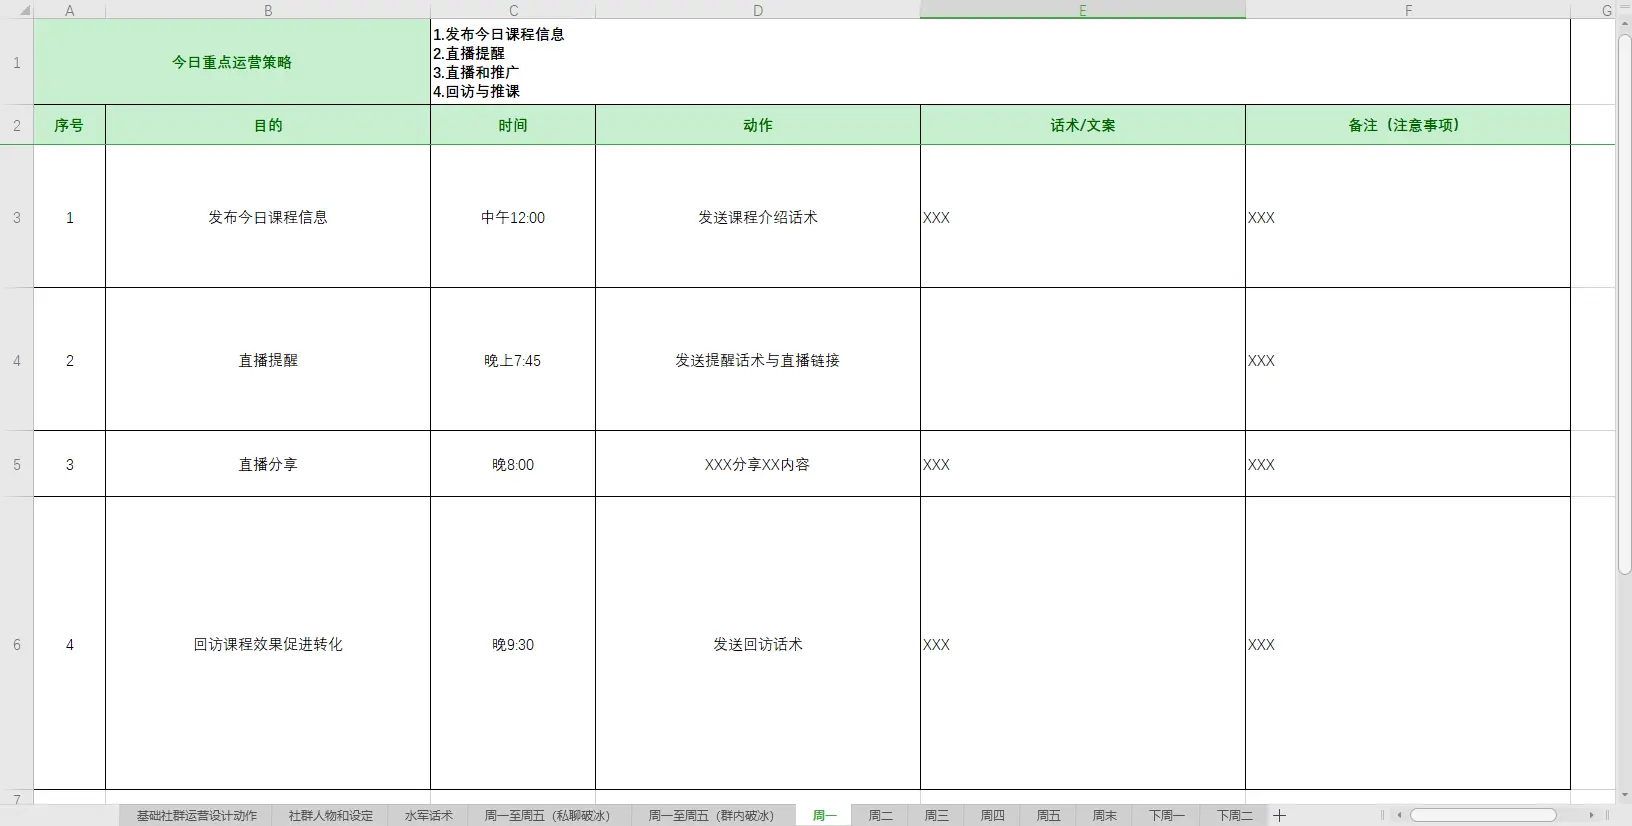 A B C D E F G
1 今日重点运营策略
1.发布今日课程信息
2.直播提醒
3.直播和推广
4.回访与推课
2 序号 目的 时间 动作 话术/文案 备注（注意事项）
3 1 发布今日课程信息 中午12:00 发送课程介绍话术 XXX XXX
4 2 直播提醒 晚上7:45 发送提醒话术与直播链接 XXX
5 3 直播分享 晚8:00 XXX分享XX内容 XXX XXX
6 4 回访课程效果促进转化 晚9:30 发送回访话术 XXX XXX
7
基础社群运营设计动作 社群人物和设定 水军话术 周一至周五（私聊破冰） 周一至周五（群内破冰） 周一 周二 周三 周四 周五 周末 下周一 下周二